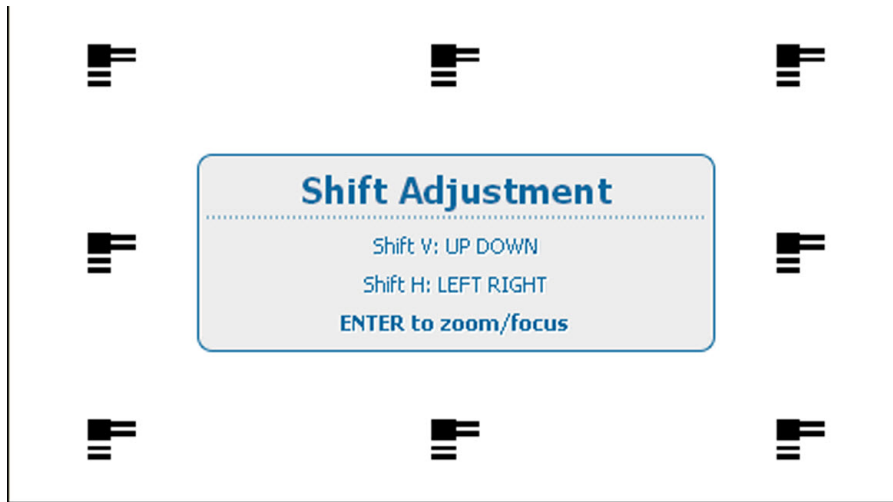 Shift Adjustment
Shift V: UP DOWN
Shift H: LEFT RIGHT
ENTER to zoom/focus